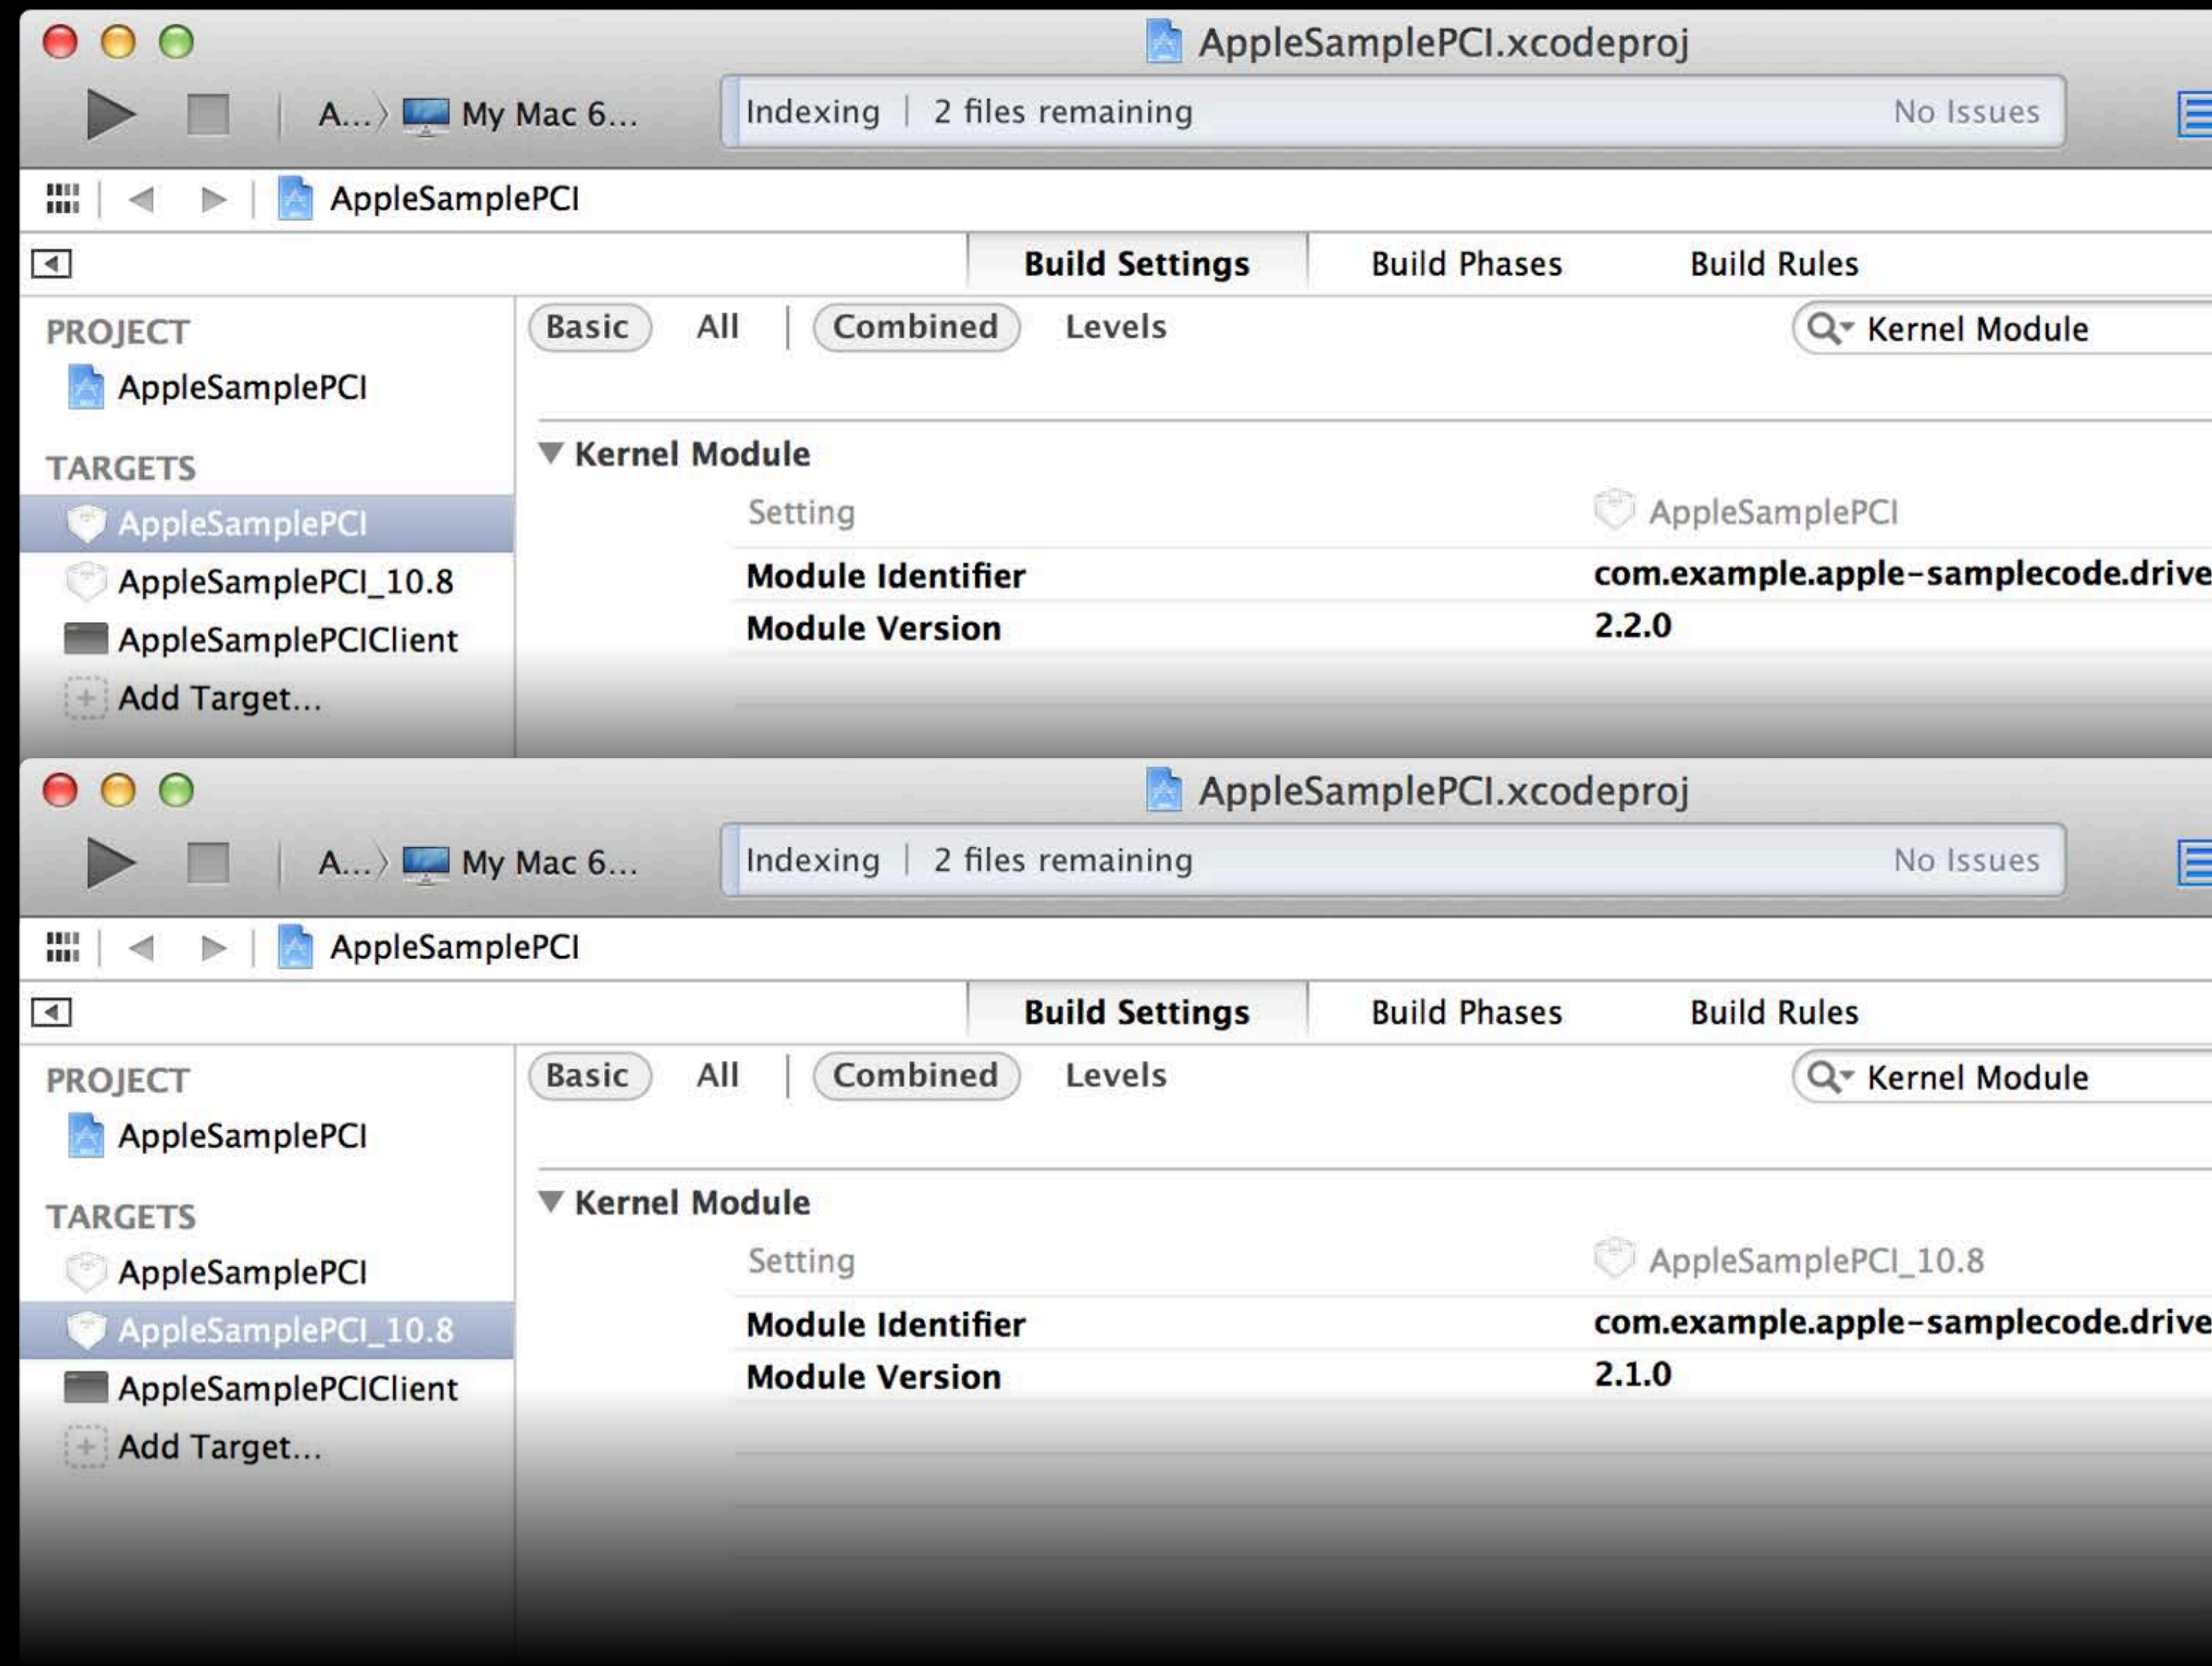 AppleSamplePCI.xcodeproj
A... My Mac 6... Indexing | 2 files remaining No Issues
AppleSamplePCI
Build Settings Build Phases Build Rules
PROJECT Basic All Combined Levels Kernel Module
AppleSamplePCI
Kernel Module
TARGETS
Setting AppleSamplePCI
AppleSamplePCI
Module Identifier com.example.apple-samplecode.drive
AppleSamplePCI_10.8
Module Version 2.2.0
AppleSamplePCIClient
Add Target...
AppleSamplePCI.xcodeproj
A... My Mac 6... Indexing | 2 files remaining No Issues
AppleSamplePCI
Build Settings Build Phases Build Rules
PROJECT Basic All Combined Levels Kernel Module
AppleSamplePCI
Kernel Module
TARGETS
Setting AppleSamplePCI_10.8
AppleSamplePCI
Module Identifier com.example.apple-samplecode.drive
AppleSamplePCI_10.8
Module Version 2.1.0
AppleSamplePCIClient
Add Target...